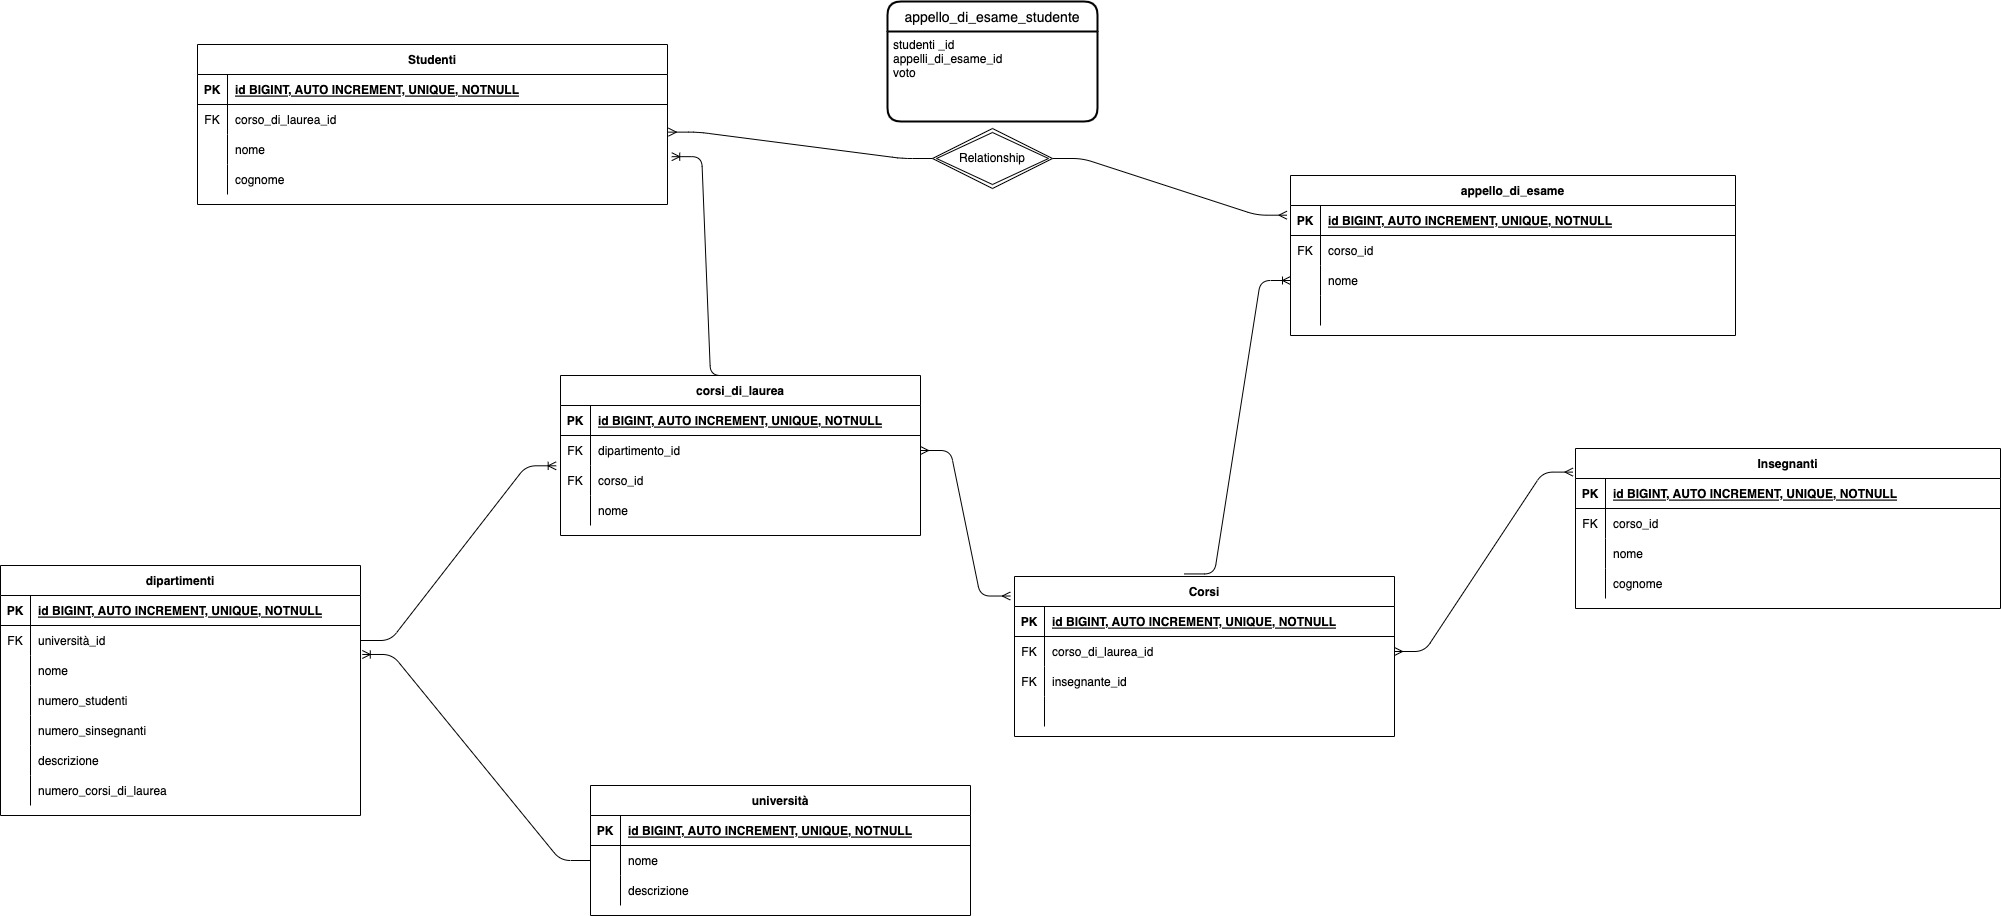 appello_di_esame_studente
studenti _id
appelli_di_esame_id
voto
Studenti
PK id BIGINT, AUTO INCREMENT, UNIQUE, NOTNULL
FK corso_di_laurea_id
nome
cognome
Relationship
appello_di_esame
PK id BIGINT, AUTO INCREMENT, UNIQUE, NOTNULL
FK corso_id
nome
corsi_di_laurea
PK id BIGINT, AUTO INCREMENT, UNIQUE, NOTNULL
FK dipartimento_id
FK corso_id
nome
Insegnanti
PK id BIGINT, AUTO INCREMENT, UNIQUE, NOTNULL
FK corso_id
nome
cognome
dipartimenti
PK id BIGINT, AUTO INCREMENT, UNIQUE, NOTNULL
FK università_id
nome
numero_studenti
numero_sinsegnanti
descrizione
numero_corsi_di_laurea
Corsi
PK id BIGINT, AUTO INCREMENT, UNIQUE, NOTNULL
FK corso_di_laurea_id
FK insegnante_id
università
PK id BIGINT, AUTO INCREMENT, UNIQUE, NOTNULL
nome
descrizione